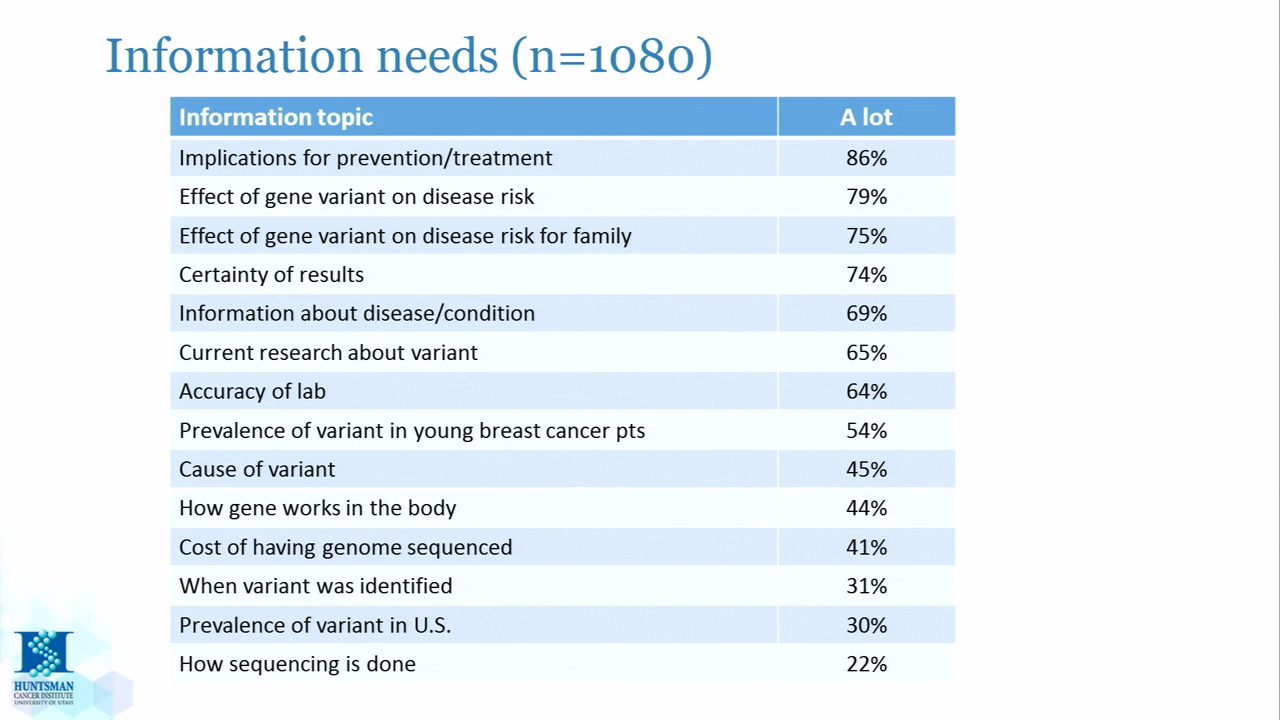 Information needs (n=1080)
Information topic A lot
Implications for prevention/treatment 86%
Effect of gene variant on disease risk 79%
Effect of gene variant on disease risk for family 75%
Certainty of results 74%
Information about disease/condition 69%
Current research about variant 65%
Accuracy of lab 64%
Prevalence of variant in young breast cancer pts 54%
Cause of variant 45%
How gene works in the body 44%
Cost of having genome sequenced 41%
When variant was identified 31%
Prevalence of variant in U.S. 30%
How sequencing is done 22%
HUNTSMAN
CANCER INSTITUTE
UNIVERSITY OF UTAH